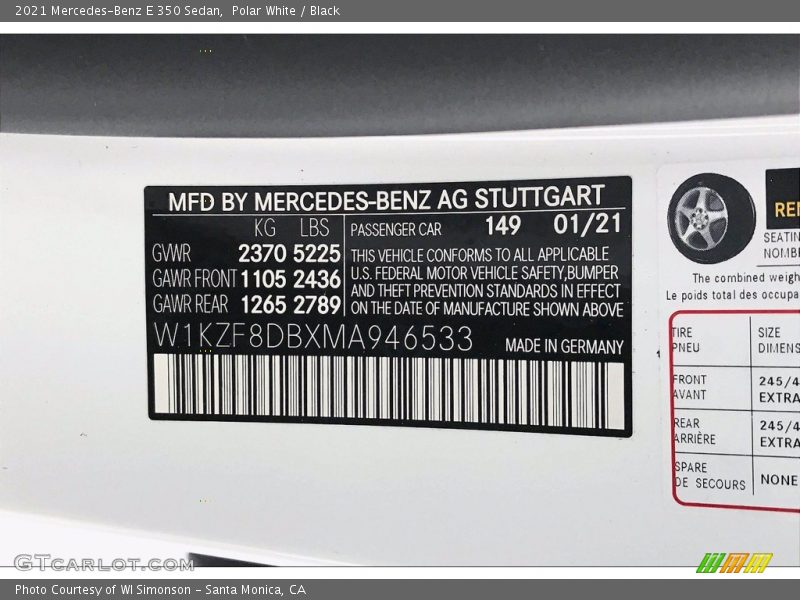 2021 Mercedes-Benz E 350 Sedan, Polar White / Black
MFD BY MERCEDES-BENZ AG STUTTGART
KG LBS
GVWR 2370 5225
GAWR FRONT 1105 2436
GAWR REAR 1265 2789
PASSENGER CAR 149 01/21
THIS VEHICLE CONFORMS TO ALL APPLICABLE
U.S. FEDERAL MOTOR VEHICLE SAFETY,BUMPER
AND THEFT PREVENTION STANDARDS IN EFFECT
ON THE DATE OF MANUFACTURE SHOWN ABOVE
W1KZF8DBXMA946533
MADE IN GERMANY
The combined weigh
Le poids total des occupa
TIRE SIZE
PNEU DIMENS
FRONT 245/4
AVANT EXTRA
REAR 245/4
ARRIÈRE EXTRA
SPARE NONE
DE SECOURS
SEATIN
NOMB
GTcarlot.com
Photo Courtesy of WI Simonson - Santa Monica, CA